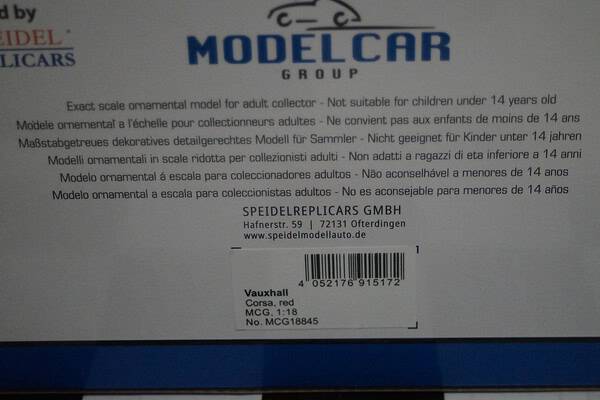 d by
EIDEL
LICARS
MODELCAR
GROUP
Exact scale ornamental model for adult collector - Not suitable for children under 14 years old
Modele ornemental a l'échelle pour collectionneurs adultes - Ne convient pas aux enfants de moins de 14 ans
Maßstabgetreues dekoratives detailgerechtes Modell für Sammler - Nicht geeignet für Kinder unter 14 jahren
Modelli ornamentali in scale ridotta per collezionisti adulti - Non adatti a ragazzi di eta inferiore a 14 anni
Modelo ornamental á escala para coleccionadores adultos - Não aconselhável a menores de 14 anos
Modelo ornamental a escala para coleccionistas adultos - No es aconsejable para menores de 14 años
SPEIDELREPLICARS GMBH
Hafnerstr. 59 | 72131 Ofterdingen
www.speidelmodellauto.de
4 052176 915172
Vauxhall
Corsa, red
MCG, 1:18
No. MCG18845